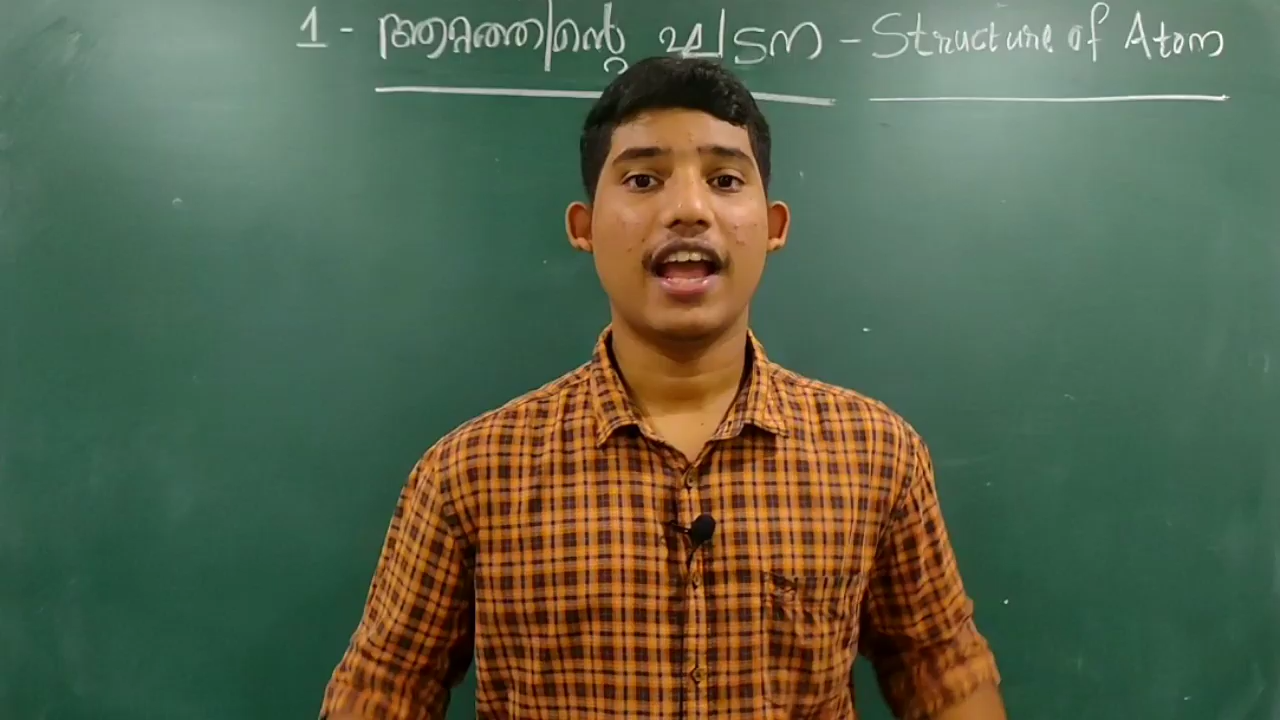 1 - ആറ്റത്തിന്റെ ഘടന - Structure of Atom